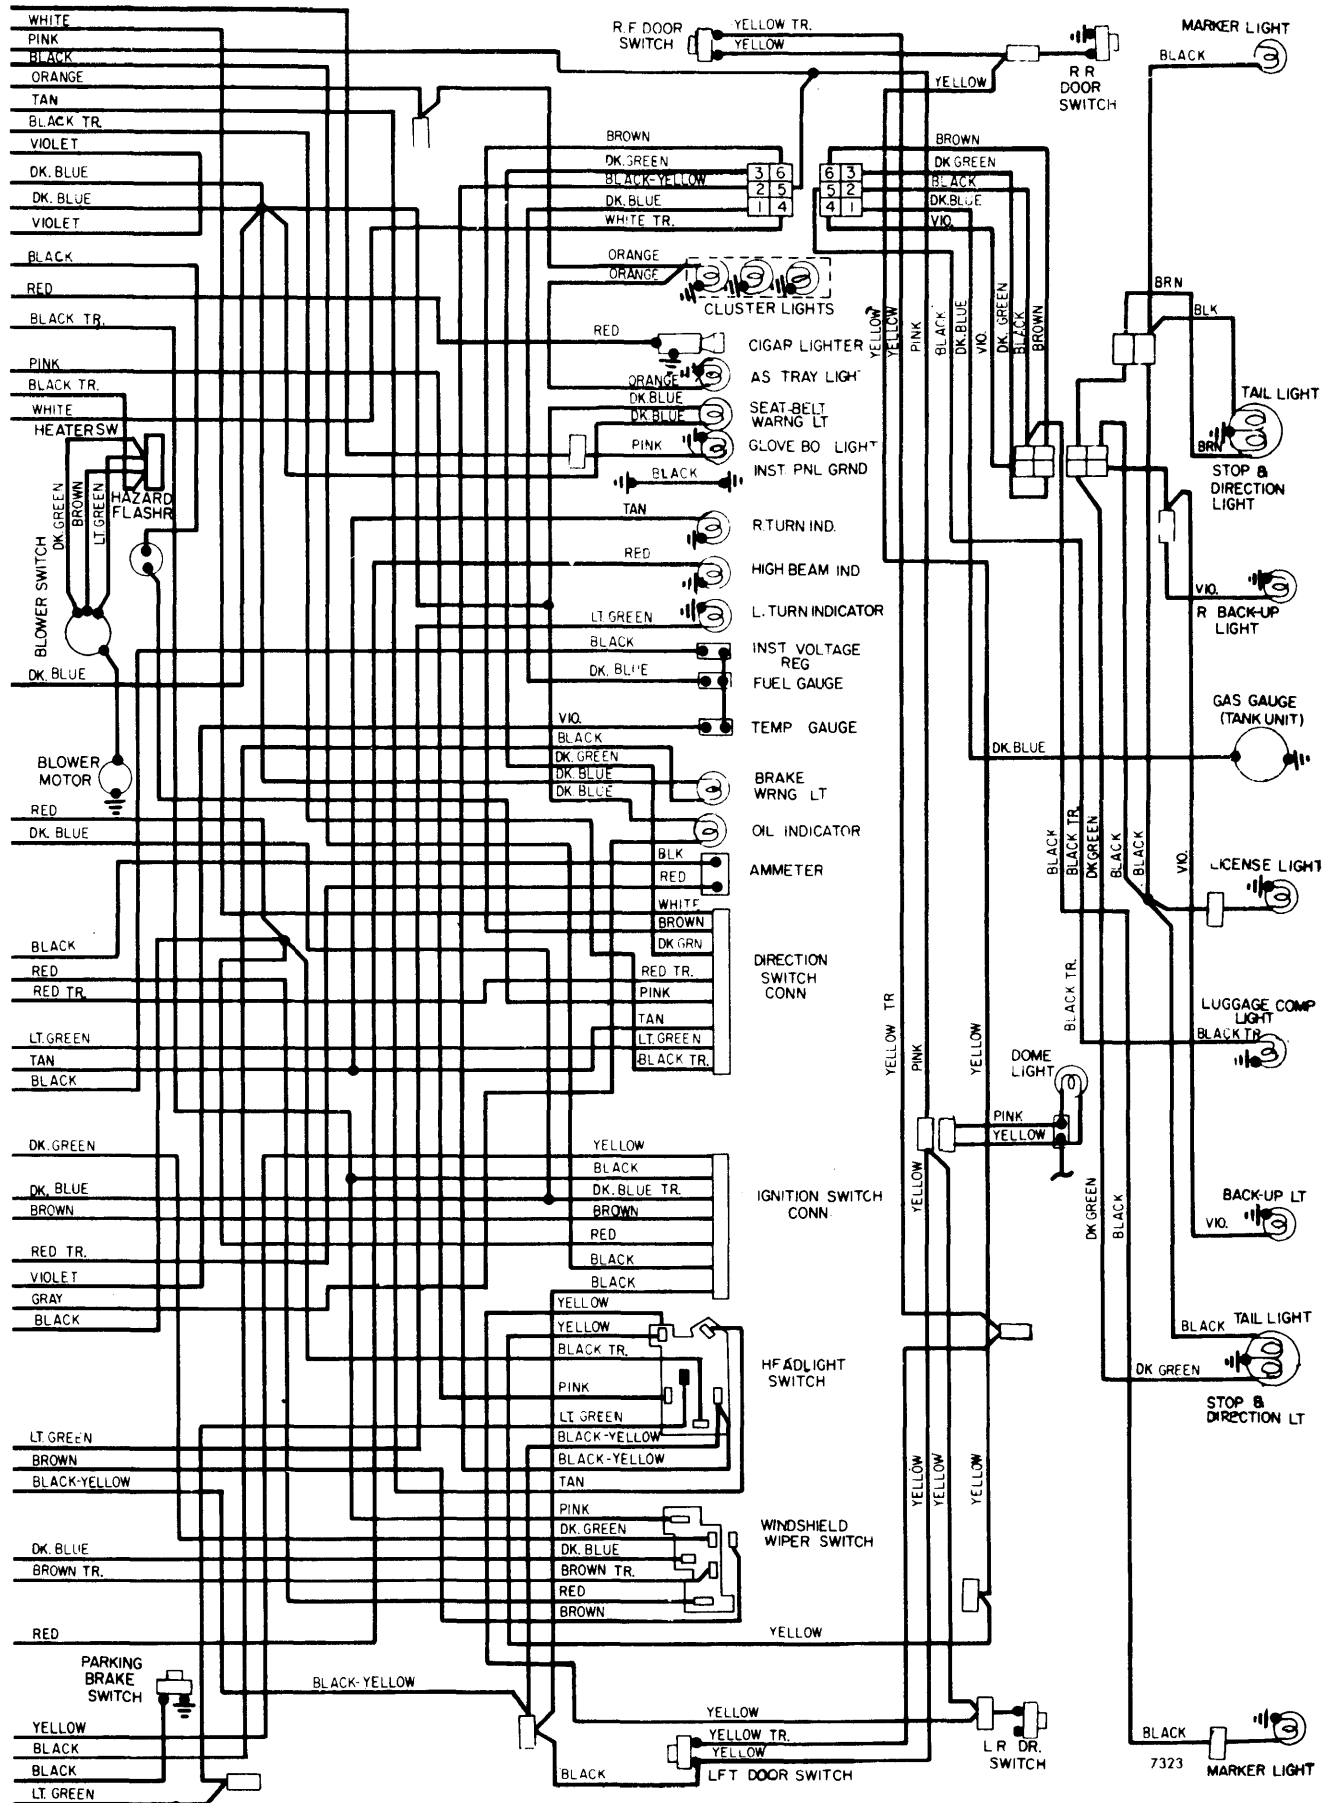 WHITE
PINK
BLACK
ORANGE
TAN
BLACK TR.
VIOLET
DK. BLUE
DK. BLUE
VIOLET
BLACK
RED
BLACK TR.
PINK
BLACK TR.
WHITE
HEATER SW
HAZARD
FLASHR
DK. GREEN
BROWN
LT. GREEN
BLOWER SWITCH
DK. BLUE
BLOWER
MOTOR
RED
DK. BLUE
BLACK
RED
RED TR.
LT. GREEN
TAN
BLACK
DK. GREEN
DK. BLUE
BROWN
RED TR.
VIOLET
GRAY
BLACK
LT. GREEN
BROWN
BLACK-YELLOW
DK. BLUE
BROWN TR.
RED
PARKING
BRAKE
SWITCH
BLACK-YELLOW
YELLOW
BLACK
BLACK
LT. GREEN
R.F DOOR
SWITCH
YELLOW TR.
YELLOW
YELLOW
R R
DOOR
SWITCH
BROWN
DK. GREEN
BLACK-YELLOW
DK. BLUE
WHITE TR.
3 6
2 5
1 4
6 3
5 2
4 1
BROWN
DK GREEN
BLACK
DK.BLUE
VIO.
ORANGE
ORANGE
CLUSTER LIGHTS
RED
CIGAR LIGHTER
ORANGE
AS TRAY LIGH
DK.BLUE
DK.BLUE
SEAT-BELT
WARNG LT
PINK
GLOVE BO LIGHT
BLACK
INST. PNL GRND
TAN
R.TURN IND.
RED
HIGH BEAM IND
LT. GREEN
L. TURN INDICATOR
BLACK
INST VOLTAGE
REG
DK. BLUE
FUEL GAUGE
VIO.
TEMP GAUGE
BLACK
DK. GREEN
DK. BLUE
DK. BLUE
BRAKE
WRNG LT
OIL INDICATOR
BLK
RED
AMMETER
WHITE
BROWN
DK GRN
RED TR.
PINK
TAN
LT. GREEN
BLACK TR.
DIRECTION
SWITCH
CONN
YELLOW
BLACK
DK. BLUE TR.
BROWN
RED
BLACK
BLACK
IGNITION SWITCH
CONN
YELLOW
YELLOW
BLACK TR.
PINK
LT. GREEN
BLACK-YELLOW
BLACK-YELLOW
TAN
HEADLIGHT
SWITCH
PINK
DK. GREEN
DK. BLUE
BROWN TR.
RED
BROWN
WINDSHIELD
WIPER SWITCH
YELLOW
YELLOW
YELLOW TR.
YELLOW
BLACK
LFT DOOR SWITCH
YELLOW
YELLOW
PINK
BLACK
DK.BLUE
VIO.
DK. GREEN
BLACK
BROWN
YELLOW TR
PINK
YELLOW
YELLOW
YELLOW
YELLOW
YELLOW
L R DR.
SWITCH
DK.BLUE
DOME
LIGHT
PINK
YELLOW
BLACK
BLACK TR.
DKGREEN
BLACK
BLACK
VIO.
BLACK TR.
DK GREEN
BLACK
MARKER LIGHT
BLACK
BRN
BLK
TAIL LIGHT
BRN
STOP &
DIRECTION
LIGHT
VIO.
R BACK-UP
LIGHT
GAS GAUGE
(TANK UNIT)
LICENSE LIGHT
LUGGAGE COMP
LIGHT
BLACK TR
BACK-UP LT
VIO.
BLACK
TAIL LIGHT
DK GREEN
STOP &
DIRECTION LT
BLACK
7323
MARKER LIGHT